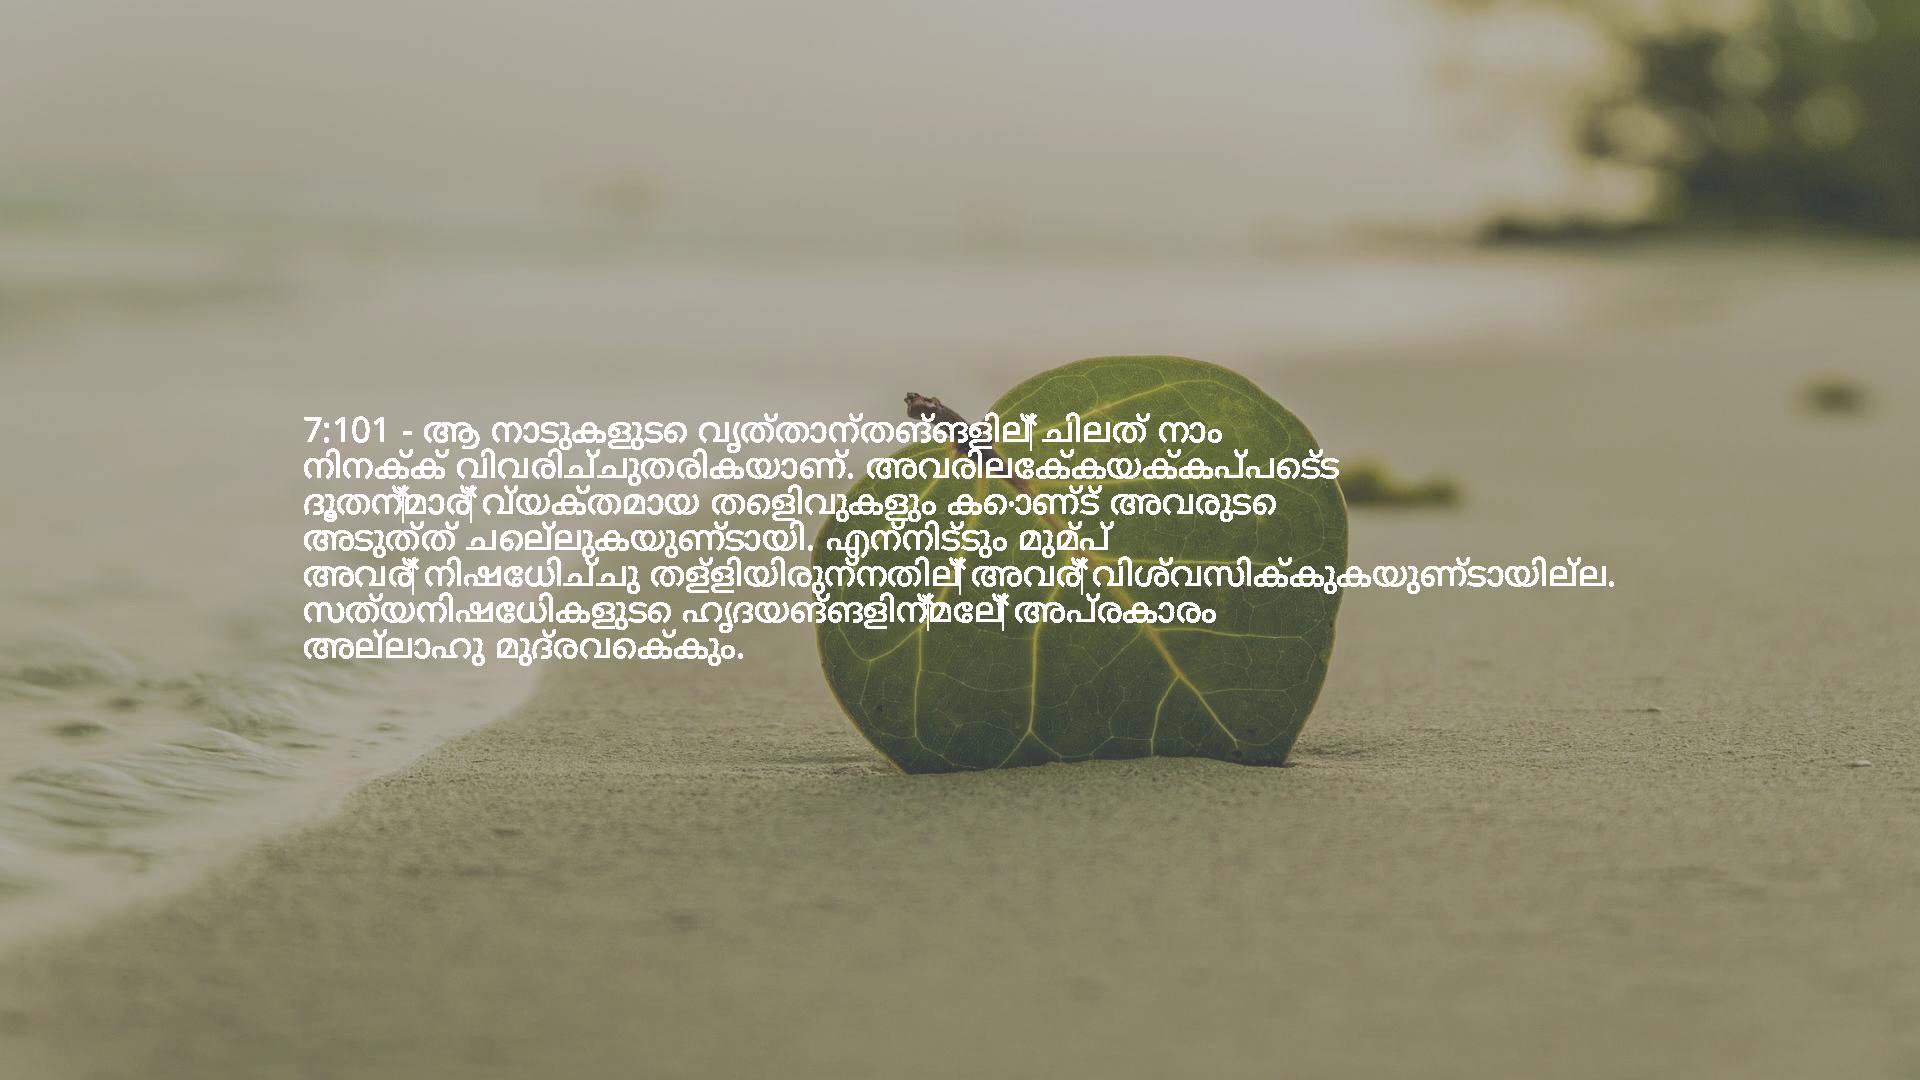 7:101 - ആ നാടുകളുടെ വൃത്താന്തങ്ങളില്‍ ചിലത് നാം
നിനക്ക് വിവരിച്ചുതരികയാണ്. അവരിലേക്കയക്കപ്പെട്ട
ദൂതന്‍മാര്‍ വ്യക്തമായ തെളിവുകളും കൊണ്ട് അവരുടെ
അടുത്ത് ചെല്ലുകയുണ്ടായി. എന്നിട്ടും മുമ്പ്
അവര്‍ നിഷേധിച്ചു തള്ളിയിരുന്നതില്‍ അവര്‍ വിശ്വസിക്കുകയുണ്ടായില്ല.
സത്യനിഷേധികളുടെ ഹൃദയങ്ങളിന്‍മേല്‍ അപ്രകാരം
അല്ലാഹു മുദ്രവെക്കും.